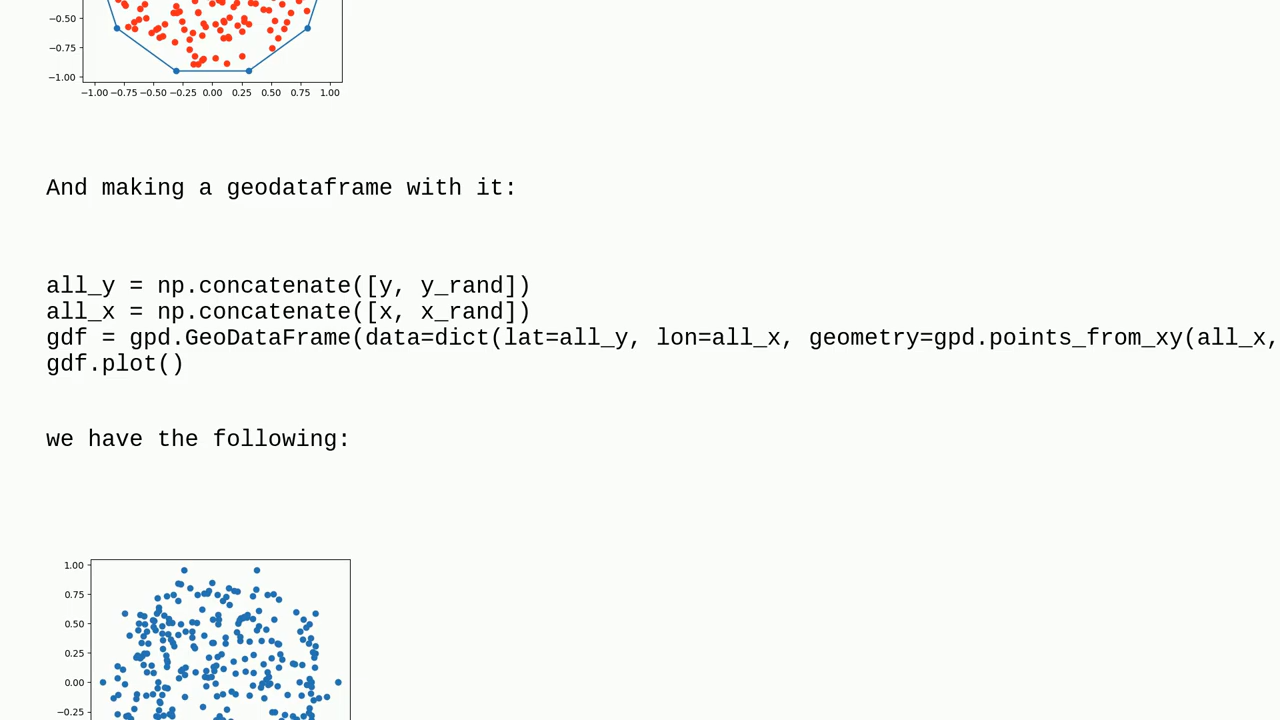 −0.50
−0.75
−1.00
−1.00 −0.75 −0.50 −0.25 0.00 0.25 0.50 0.75 1.00
And making a geodataframe with it:
all_y = np.concatenate([y, y_rand])
all_x = np.concatenate([x, x_rand])
gdf = gpd.GeoDataFrame(data=dict(lat=all_y, lon=all_x, geometry=gpd.points_from_xy(all_x,
gdf.plot()
we have the following:
1.00
0.75
0.50
0.25
0.00
−0.25